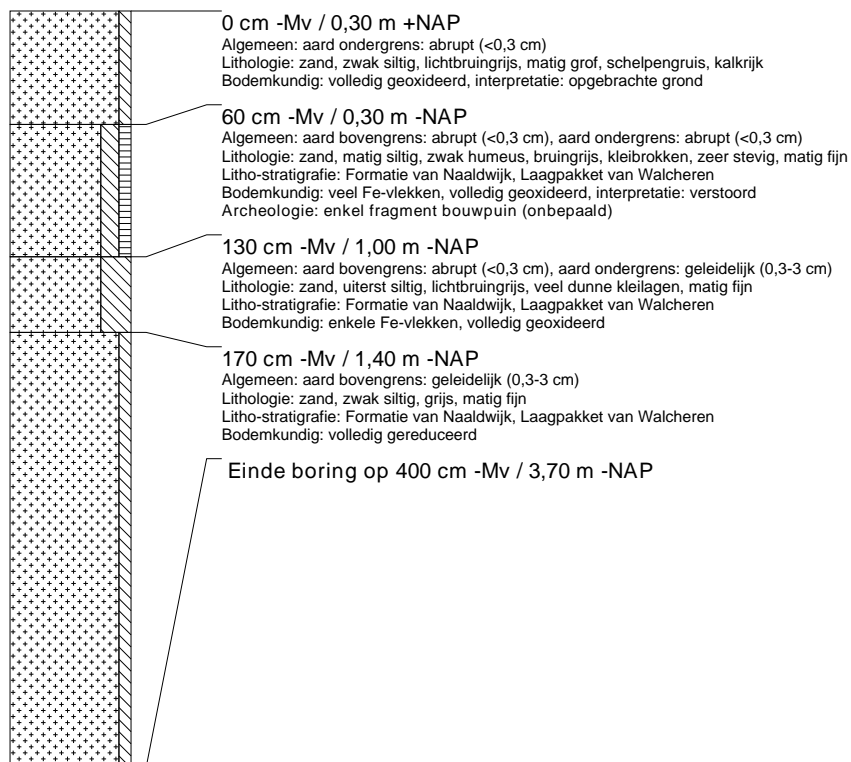 0 cm -Mv / 0,30 m +NAP
Algemeen: aard ondergrens: abrupt (<0,3 cm)
Lithologie: zand, zwak siltig, lichtbruingrijs, matig grof, schelpengruis, kalkrijk
Bodemkundig: volledig geoxideerd, interpretatie: opgebrachte grond
60 cm -Mv / 0,30 m -NAP
Algemeen: aard bovengrens: abrupt (<0,3 cm), aard ondergrens: abrupt (<0,3 cm)
Lithologie: zand, matig siltig, zwak humeus, bruingrijs, kleibrokken, zeer stevig, matig fijn
Litho-stratigrafie: Formatie van Naaldwijk, Laagpakket van Walcheren
Bodemkundig: veel Fe-vlekken, volledig geoxideerd, interpretatie: verstoord
Archeologie: enkel fragment bouwpuin (onbepaald)
130 cm -Mv / 1,00 m -NAP
Algemeen: aard bovengrens: abrupt (<0,3 cm), aard ondergrens: geleidelijk (0,3-3 cm)
Lithologie: zand, uiterst siltig, lichtbruingrijs, veel dunne kleilagen, matig fijn
Litho-stratigrafie: Formatie van Naaldwijk, Laagpakket van Walcheren
Bodemkundig: enkele Fe-vlekken, volledig geoxideerd
170 cm -Mv / 1,40 m -NAP
Algemeen: aard bovengrens: geleidelijk (0,3-3 cm)
Lithologie: zand, zwak siltig, grijs, matig fijn
Litho-stratigrafie: Formatie van Naaldwijk, Laagpakket van Walcheren
Bodemkundig: volledig gereduceerd
Einde boring op 400 cm -Mv / 3,70 m -NAP